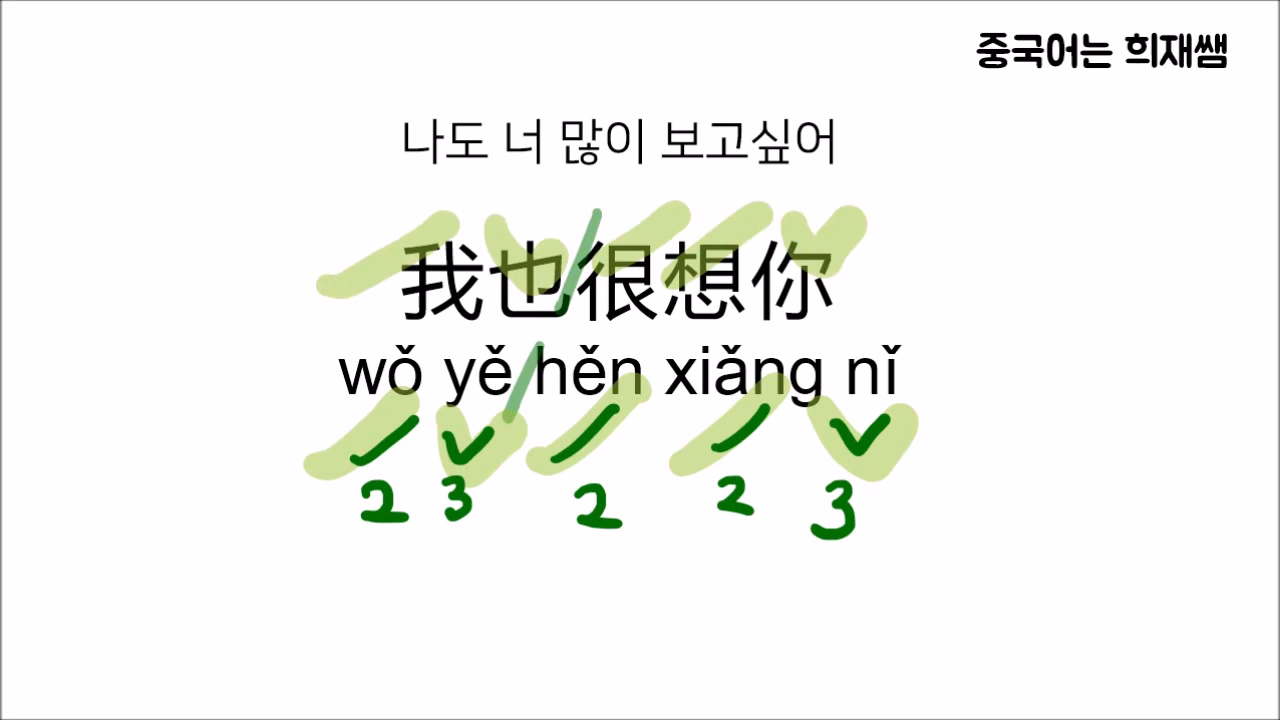 중국어는 희재쌤
나도 너 많이 보고싶어
我也很想你
wǒ yě hěn xiǎng nǐ
2 3 2 2 3